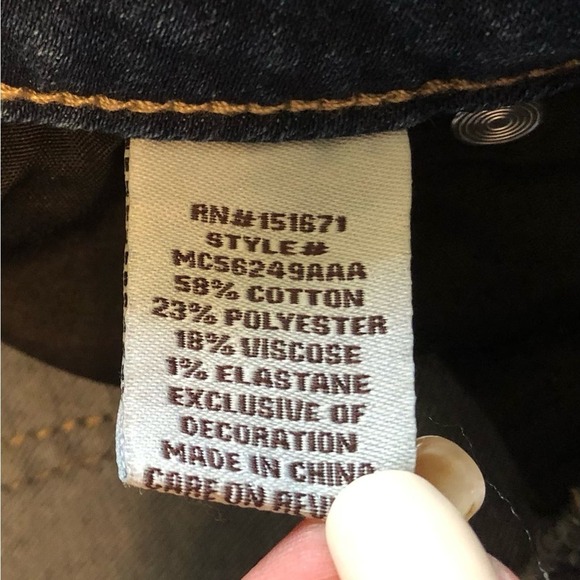 RN#151671
STYLE#
MC56249AAA
58% COTTON
23% POLYESTER
18% VISCOSE
1% ELASTANE
EXCLUSIVE OF
DECORATION
MADE IN CHINA
CARE ON